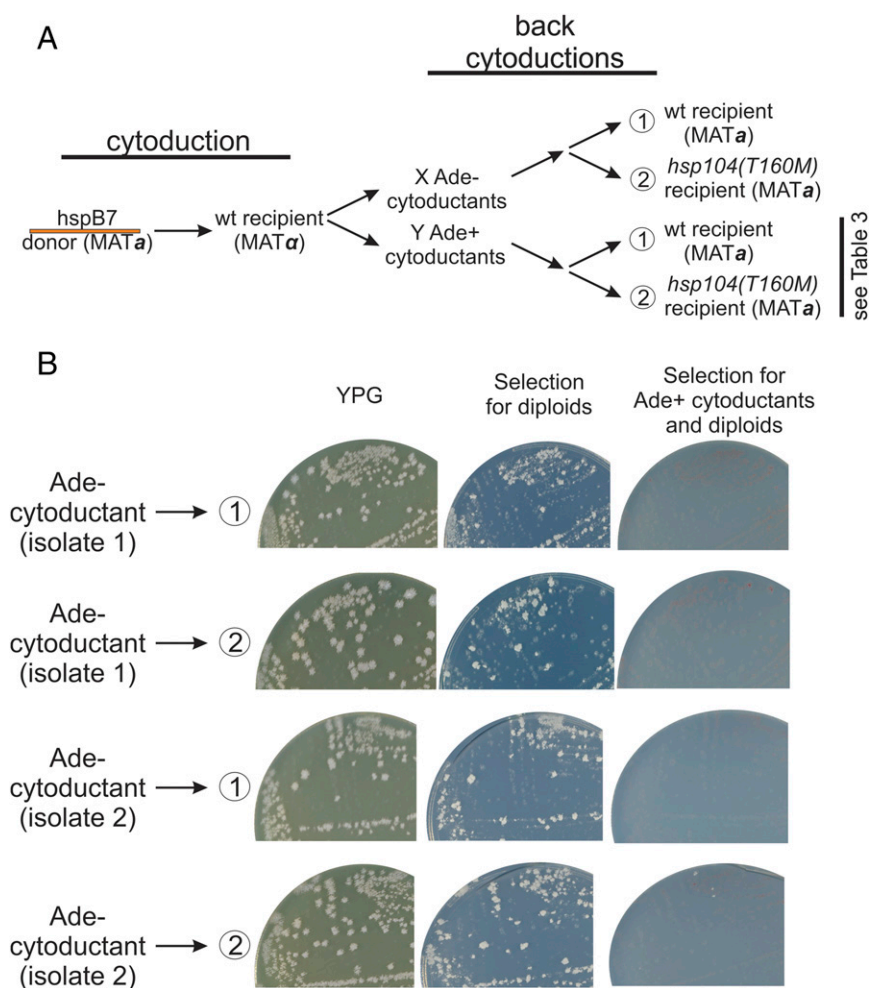 A
back
cytoductions
cytoduction
hspB7
donor (MATa)
wt recipient
(MATα)
X Ade-
cytoductants
Y Ade+
cytoductants
1 wt recipient
(MATa)
2 hsp104(T160M)
recipient (MATa)
1 wt recipient
(MATa)
2 hsp104(T160M)
recipient (MATa)
see Table 3
B
YPG
Selection
for diploids
Selection for
Ade+ cytoductants
and diploids
Ade-
cytoductant
(isolate 1)
1
Ade-
cytoductant
(isolate 1)
2
Ade-
cytoductant
(isolate 2)
1
Ade-
cytoductant
(isolate 2)
2